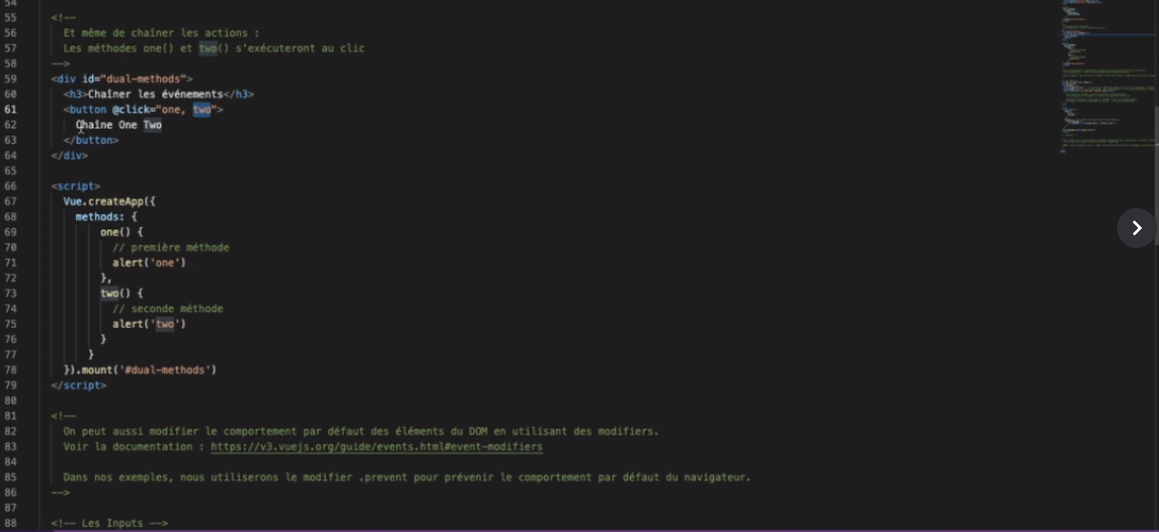 54
55 <!--
56 Et même de chaîner les actions :
57 Les méthodes one() et two() s'exécuteront au clic
58 -->
59 <div id="dual-methods">
60 <h3>Chaîner les événements</h3>
61 <button @click="one, two">
62 Chaîne One Two
63 </button>
64 </div>
65
66 <script>
67 Vue.createApp({
68 methods: {
69 one() {
70 // première méthode
71 alert('one')
72 },
73 two() {
74 // seconde méthode
75 alert('two')
76 }
77 }
78 }).mount('#dual-methods')
79 </script>
80
81 <!--
82 On peut aussi modifier le comportement par défaut des éléments du DOM en utilisant des modifiers.
83 Voir la documentation : https://v3.vuejs.org/guide/events.html#event-modifiers
84
85 Dans nos exemples, nous utiliserons le modifier .prevent pour prévenir le comportement par défaut du navigateur.
86 -->
87
88 <!-- Les Inputs -->